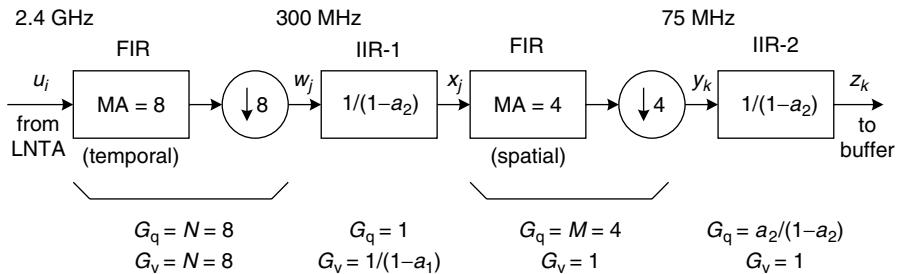 2.4 GHz 300 MHz 75 MHz
FIR IIR-1 FIR IIR-2
u_i w_j x_j y_k z_k
MA = 8 ↓8 1/(1–a_2) MA = 4 ↓4 1/(1–a_2)
from LNTA
(temporal) (spatial)
to buffer
G_q = N = 8 G_q = 1 G_q = M = 4 G_q = a_2/(1–a_2)
G_v = N = 8 G_v = 1/(1–a_1) G_v = 1 G_v = 1